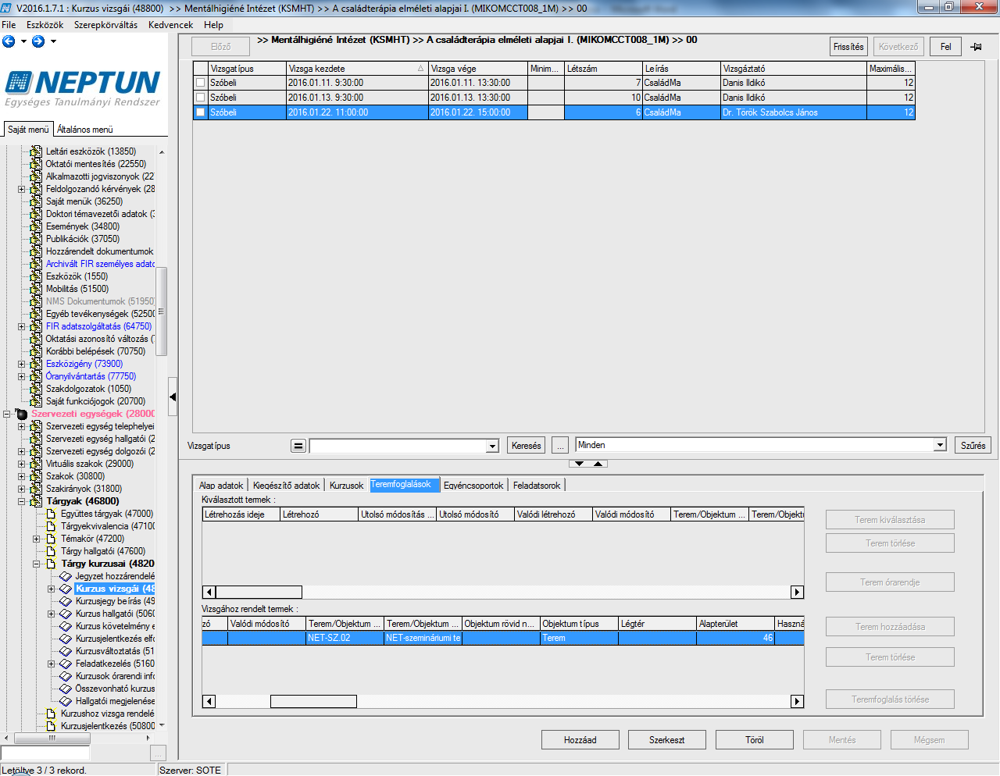 V2016.1.7.1 : Kurzus vizsgái (48800)  >> Mentálhigiéné Intézet (KSMHT) >> A családterápia elméleti alapjai I. (MIKOMCCT008_1M) >> 00
File Eszközök Szerepkörváltás Kedvencek Help
Előző
>> Mentálhigiéné Intézet (KSMHT) >> A családterápia elméleti alapjai I. (MIKOMCCT008_1M) >> 00
Frissítés Következő Fel
NEPTUN
Egységes Tanulmányi Rendszer
Saját menü Általános menü
Leltári eszközök (13850)
Oktatói mentesítés (22550)
Alkalmazotti jogviszonyok (22
Feldolgozandó kérvények (28
Saját menük (36250)
Doktori témavezetői adatok (3
Események (34800)
Publikációk (37050)
Hozzárendelt dokumentumok
Archivált FIR személyes adato
Eszközök (1550)
Mobilitás (51500)
NMS Dokumentumok (51950)
Egyéb tevékenységek (52500
FIR adatszolgáltatás (64750)
Oktatási azonosító változás (
Korábbi belépések (70750)
Eszközigény (73900)
Óranyilvántartás (77750)
Szakdolgozatok (1050)
Saját funkciójogok (20700)
Szervezeti egységek (28000
Szervezeti egység telephelyei
Szervezeti egység hallgatói (2
Szervezeti egység dolgozói (2
Virtuális szakok (29000)
Szakok (30800)
Szakirányok (31800)
Tárgyak (46800)
Együttes tárgyak (47000)
Tárgyekvivalencia (47100
Témakör (47200)
Tárgy hallgatói (47600)
Tárgy kurzusai (4820
Jegyzet hozzárendelé
Kurzus vizsgái (48
Kurzusjegy beírás (49
Kurzus hallgatói (5060
Kurzus követelmény e
Kurzusjelentkezés elfo
Kurzusváltoztatás (51
Feladatkezelés (5160
Kurzusok órarendi info
Összevonható kurzus
Hallgatói megjelenése
Kurzushoz vizsga rendelé
Kurzusjelentkezés (50800
...
Letöltve 3 / 3 rekord. Szerver: SOTE
Vizsgatípus Vizsga kezdete Vizsga vége Minim... Létszám Leírás Vizsgáztató Maximális...
Szóbeli 2016.01.11. 9:30:00 2016.01.11. 13:30:00 7 CsaládMa Danis Ildikó 12
Szóbeli 2016.01.13. 9:30:00 2016.01.13. 13:30:00 10 CsaládMa Danis Ildikó 12
Szóbeli 2016.01.22. 11:00:00 2016.01.22. 15:00:00 6 CsaládMa Dr. Török Szabolcs János 12
Vizsgatípus = Keresés ... Minden Szűrés
Alap adatok Kiegészítő adatok Kurzusok Teremfoglalások Egyéncsoportok Feladatsorok
Kiválasztott termek :
Létrehozás ideje Létrehozó Utolsó módosítás ... Utolsó módosító Valódi létrehozó Valódi módosító Terem/Objektum ... Terem/Objektu
Terem kiválasztása
Terem törlése
Terem órarendje
Vizsgához rendelt termek :
zó Valódi módosító Terem/Objektum ... Terem/Objektum ... Objektum rövid n... Objektum típus Légtér Alapterület Haszná
NET-SZ.02 NET-szemináriumi te Terem 46
Terem hozzáadása
Terem törlése
Teremfoglalás törlése
Hozzáad Szerkeszt Töröl Mentés Mégsem